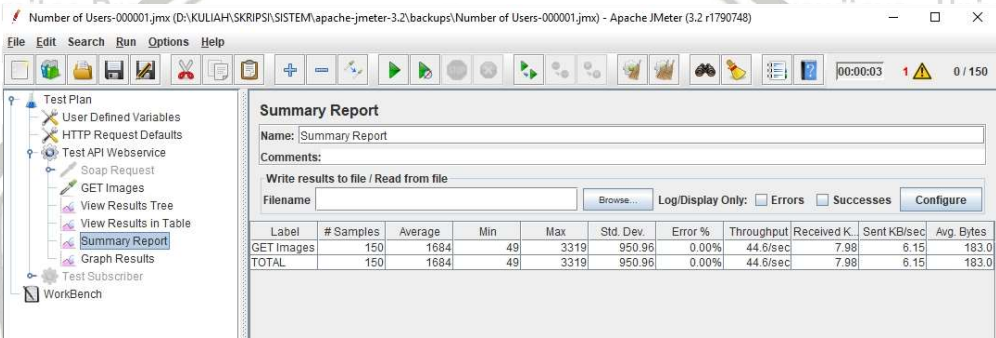 Number of Users-000001.jmx (D:\KULIAH\SKRIPSI\SISTEM\apache-jmeter-3.2\backups\Number of Users-000001.jmx) - Apache JMeter (3.2 r1790748)
File Edit Search Run Options Help
00:00:03 1 0 / 150
Test Plan
User Defined Variables
HTTP Request Defaults
Test API Webservice
Soap Request
GET Images
View Results Tree
View Results in Table
Summary Report
Graph Results
Test Subscriber
WorkBench
Summary Report
Name: Summary Report
Comments:
Write results to file / Read from file
Filename Browse... Log/Display Only: Errors Successes Configure
Label # Samples Average Min Max Std. Dev. Error % Throughput Received K... Sent KB/sec Avg. Bytes
GET Images 150 1684 49 3319 950.96 0.00% 44.6/sec 7.98 6.15 183.0
TOTAL 150 1684 49 3319 950.96 0.00% 44.6/sec 7.98 6.15 183.0